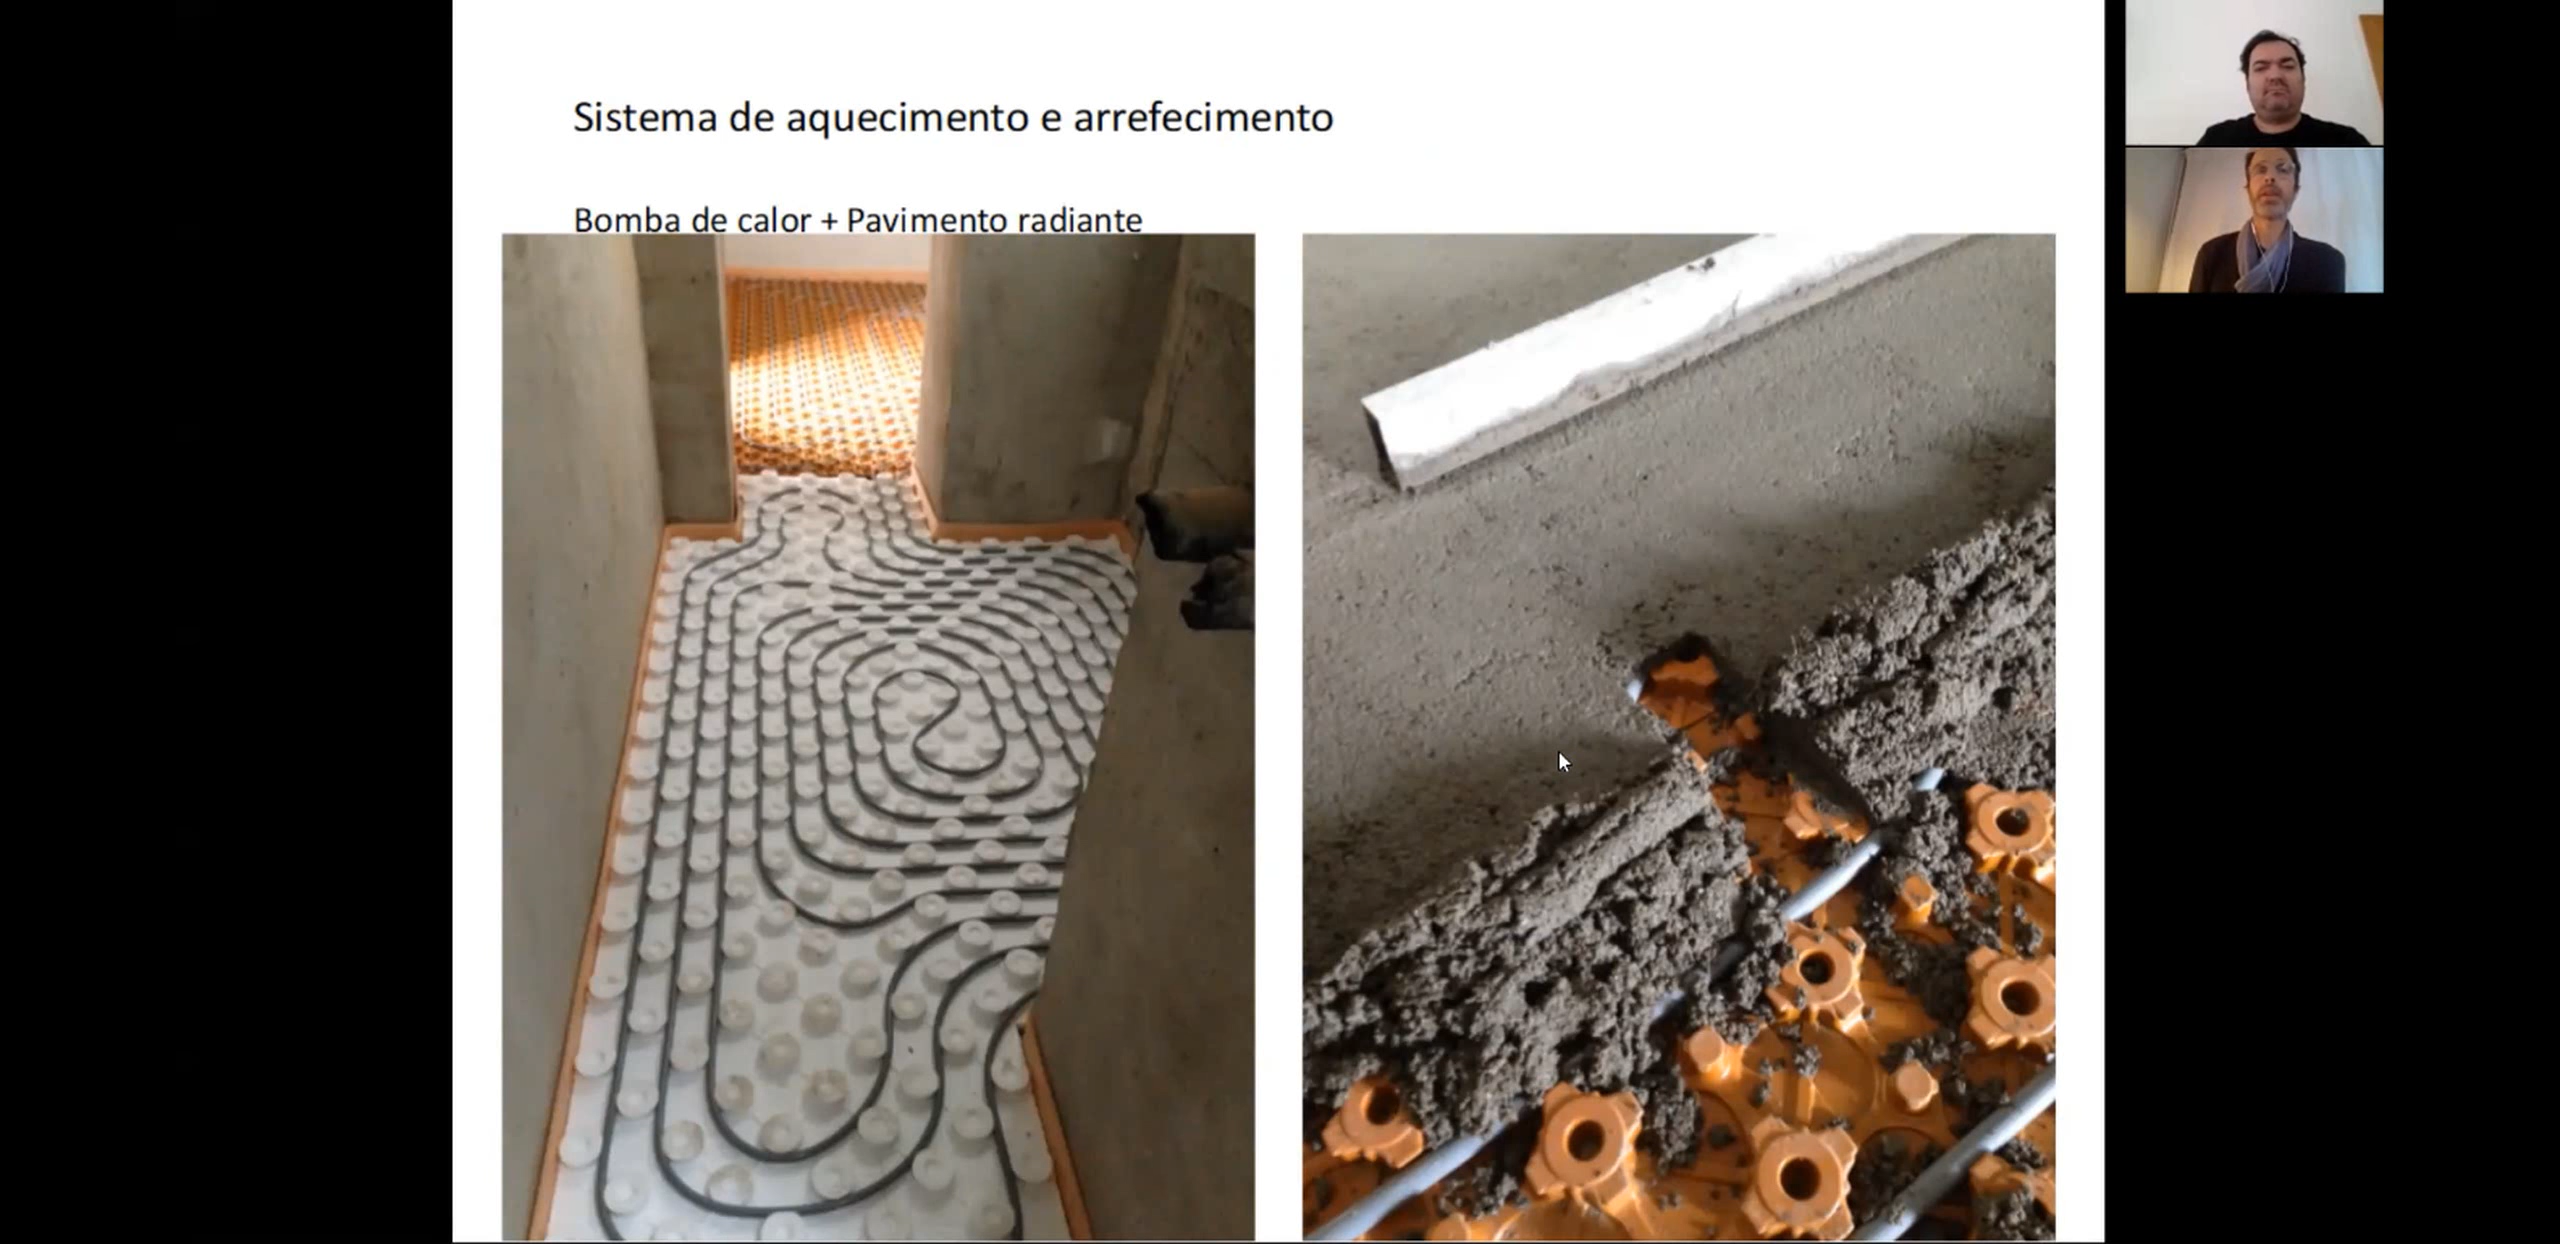 Sistema de aquecimento e arrefecimento
Bomba de calor + Pavimento radiante